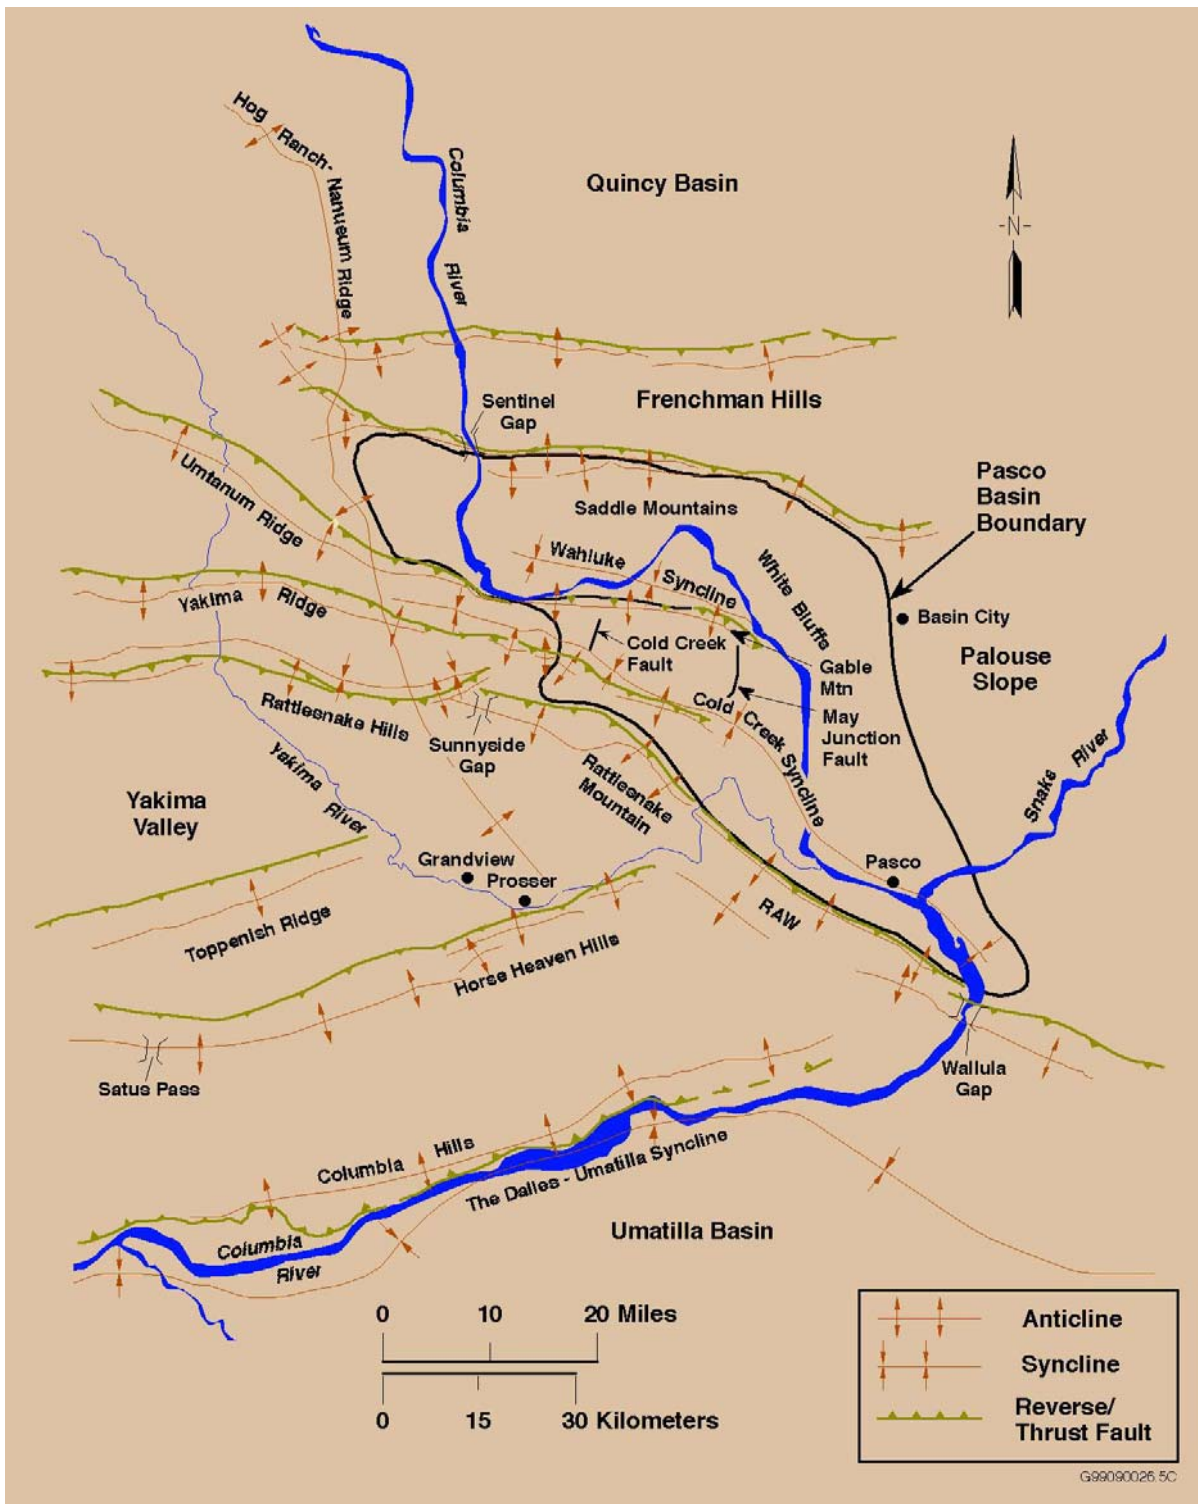 Hog Ranch-
Nanueum Ridge
Columbia
River
Quincy Basin
-N-
Sentinel
Gap
Frenchman Hills
Umtanum Ridge
Saddle Mountains
Pasco
Basin
Boundary
Wahluke
Syncline
White Bluffs
Yakima
Ridge
Cold Creek
Fault
Basin City
Palouse
Slope
Gable
Mtn
Rattlesnake Hills
Cold Creek Syncline
May
Junction
Fault
Sunnyside
Gap
Yakima
River
Rattlesnake
Mountain
Snake River
Yakima
Valley
Grandview
Prosser
Pasco
RAW
Toppenish Ridge
Horse Heaven Hills
Satus Pass
Wallula
Gap
Columbia Hills
The Dalles - Umatilla Syncline
Umatilla Basin
Columbia
River
0 10 20 Miles
0 15 30 Kilometers
Anticline
Syncline
Reverse/
Thrust Fault
G99090026.5C